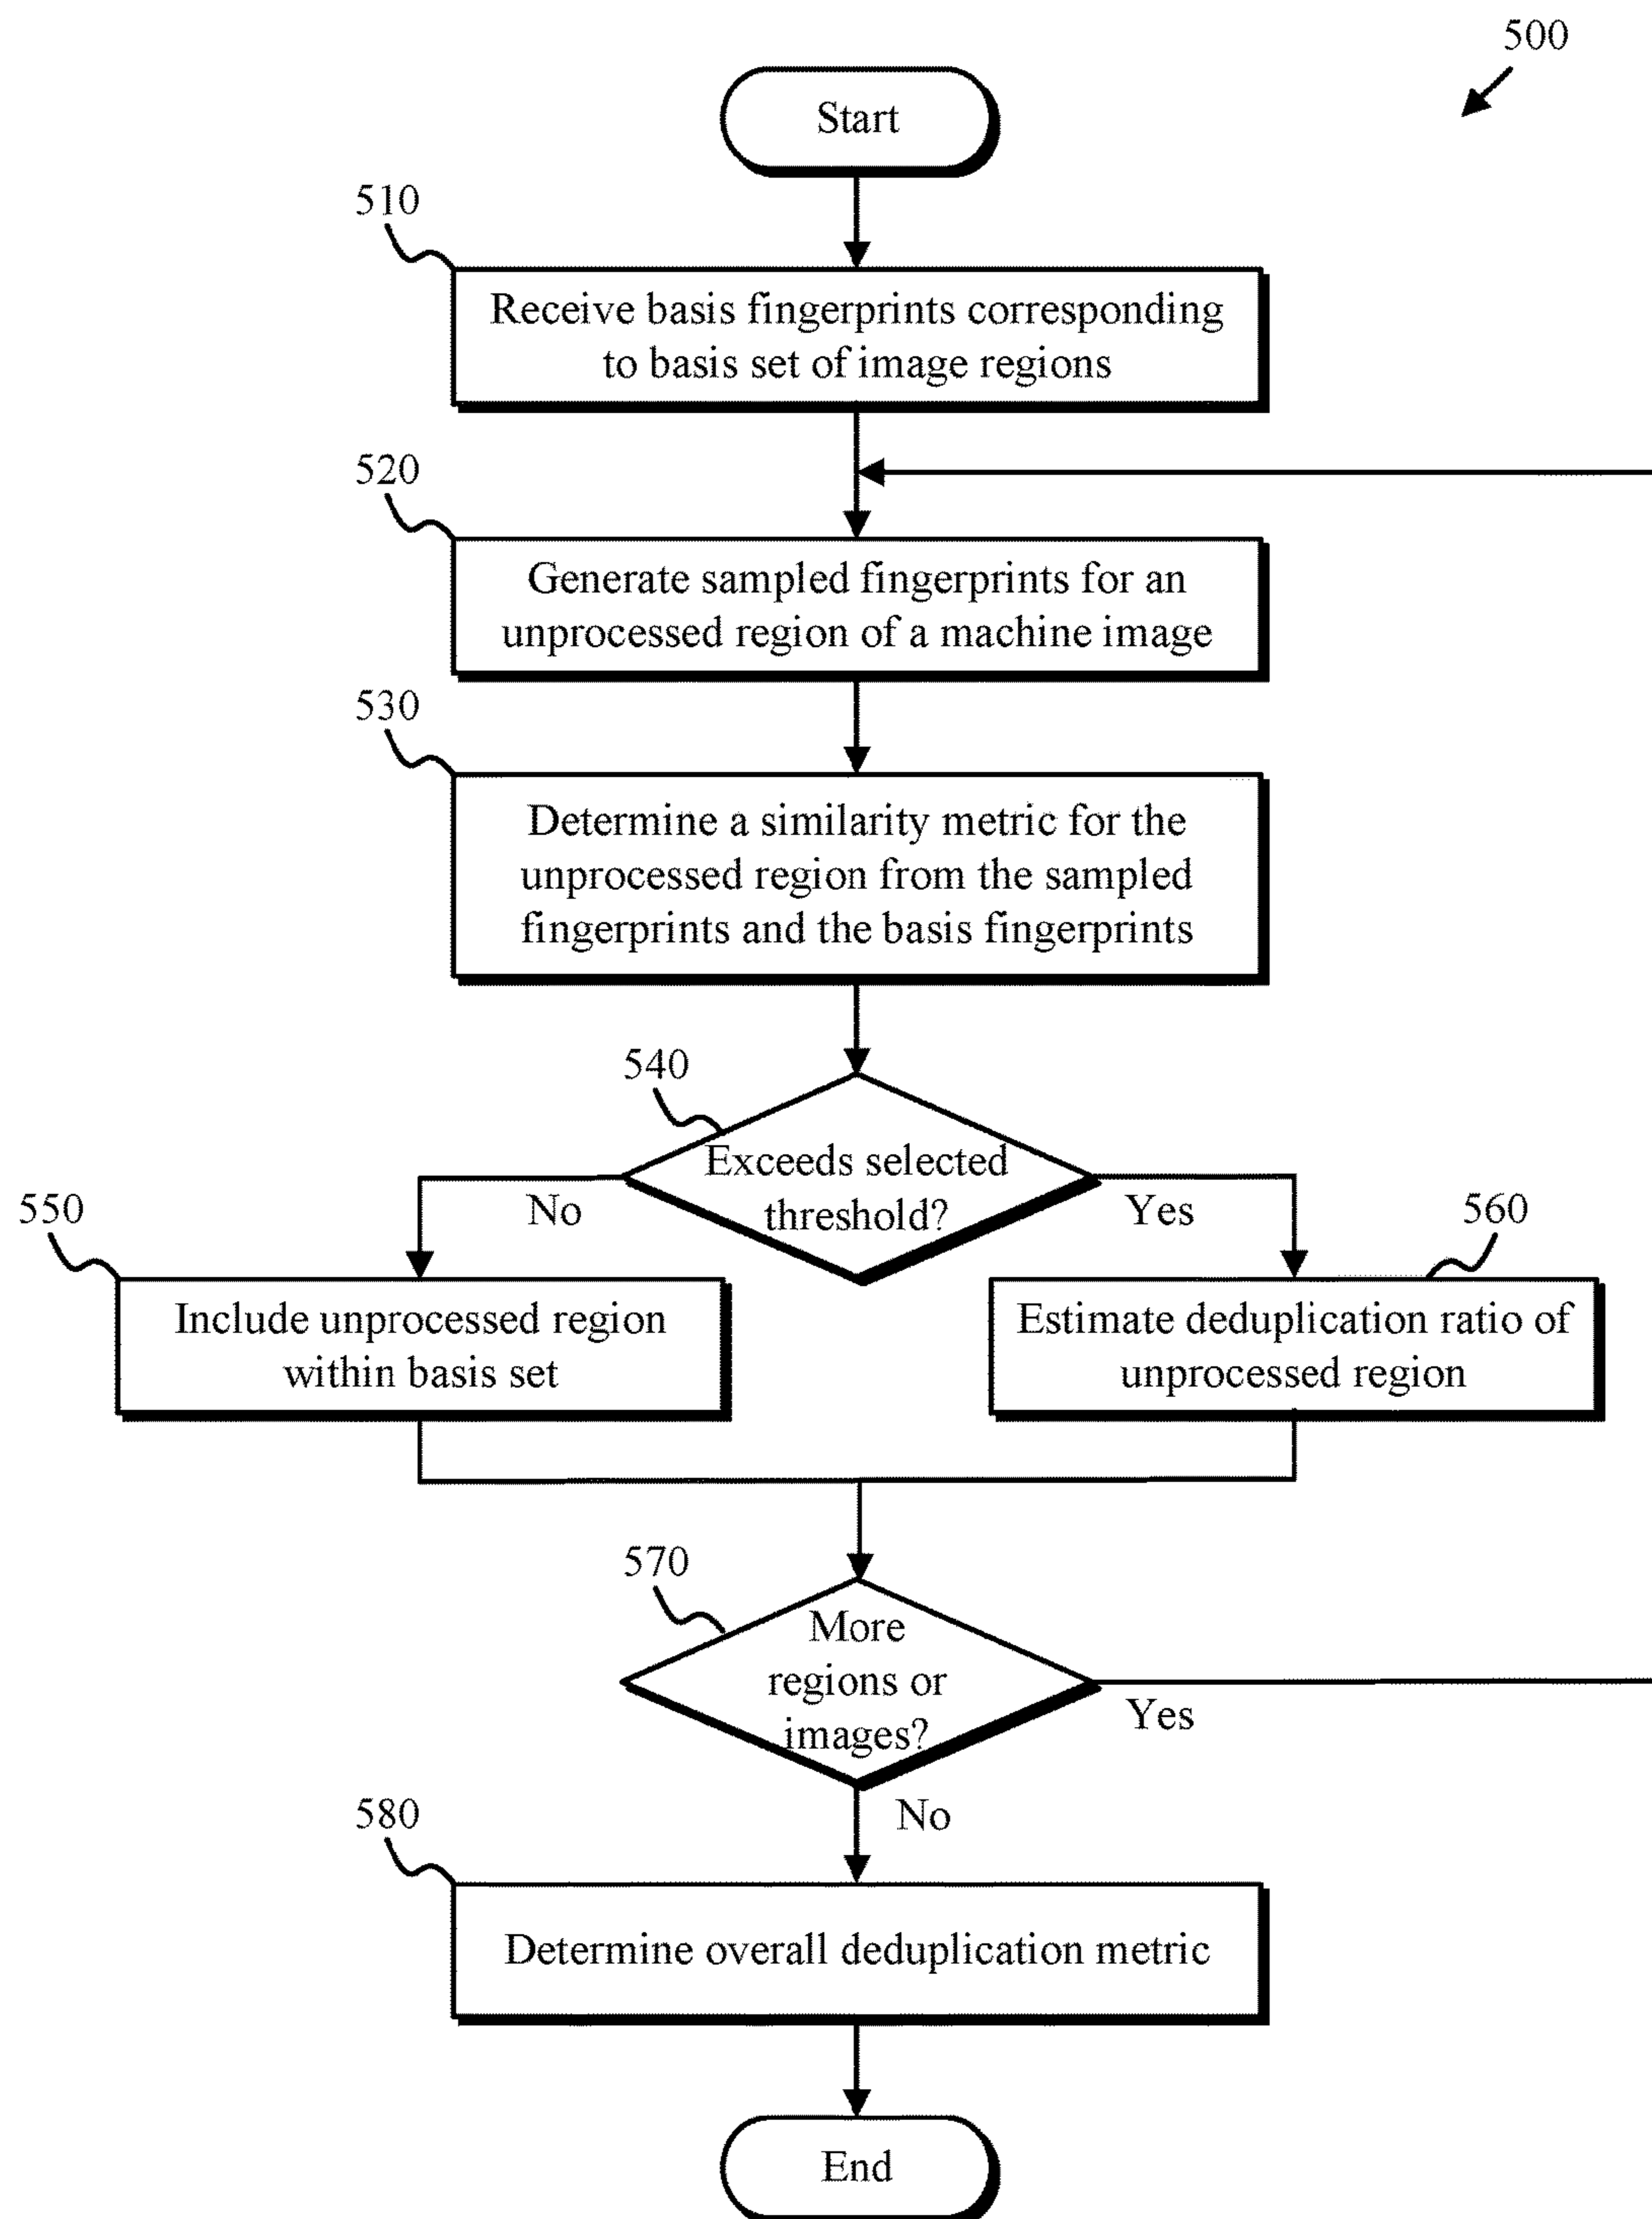 500
Start
510
Receive basis fingerprints corresponding
to basis set of image regions
520
Generate sampled fingerprints for an
unprocessed region of a machine image
530
Determine a similarity metric for the
unprocessed region from the sampled
fingerprints and the basis fingerprints
540
Exceeds selected
threshold?
No
Yes
550
560
Include unprocessed region
within basis set
Estimate deduplication ratio of
unprocessed region
570
More
regions or
images?
Yes
No
580
Determine overall deduplication metric
End